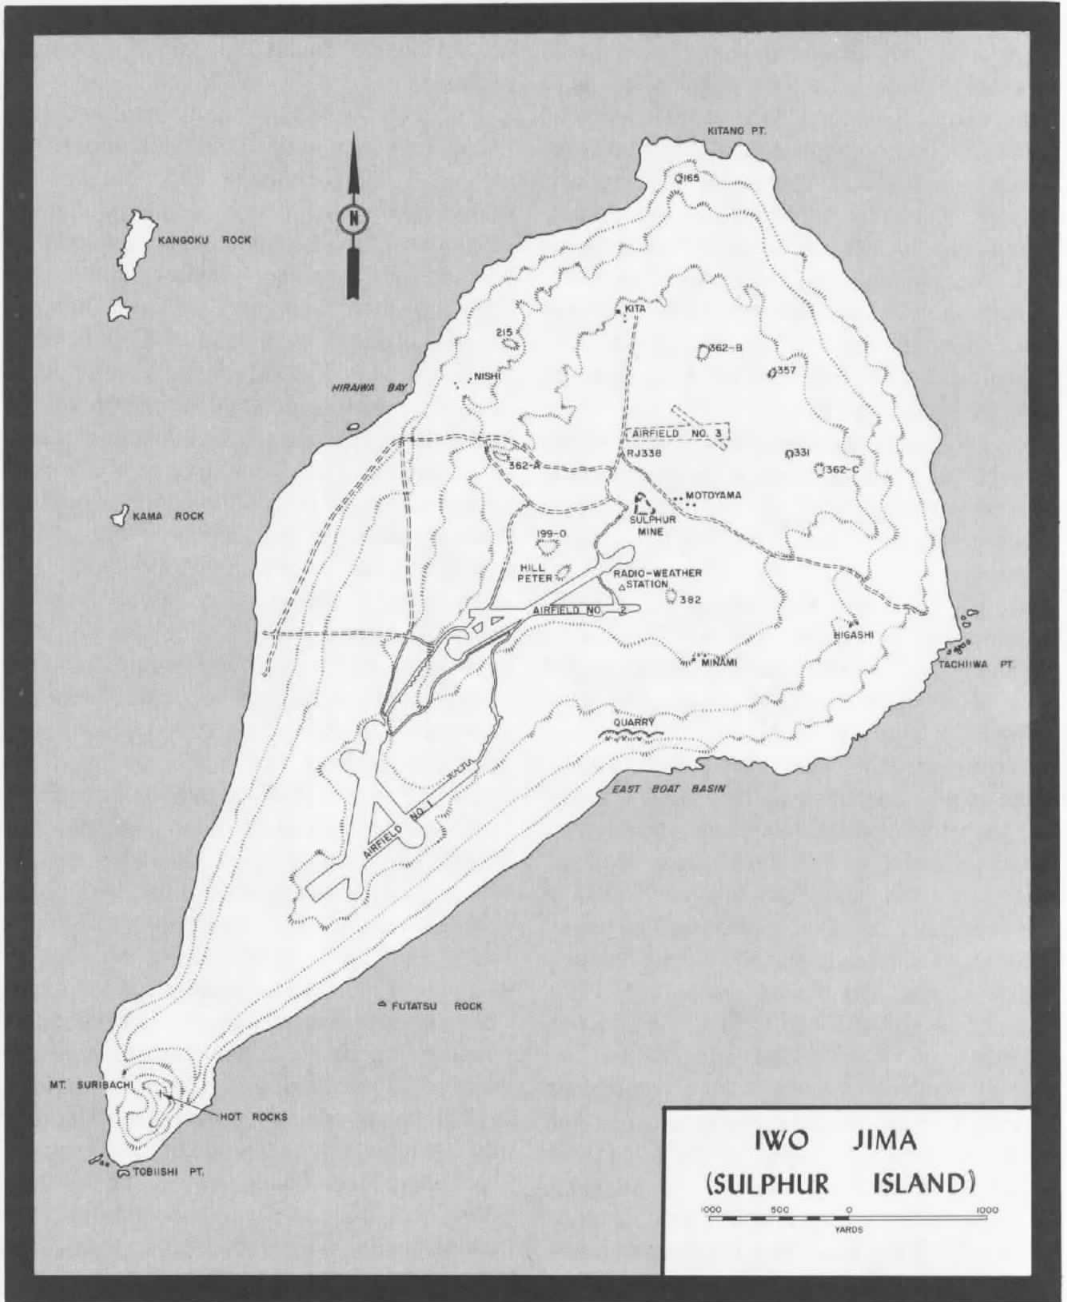 KITANO PT.
165
N
KANGOKU ROCK
KITA
215
362-B
357
NISHI
HIRAIWA BAY
AIRFIELD NO. 3
RJ338
331
362-A
362-C
MOTOYAMA
KAMA ROCK
SULPHUR
MINE
199-O
HILL
PETER
RADIO-WEATHER
STATION
382
AIRFIELD NO. 2
HIGASHI
MINAMI
TACHIIWA PT.
QUARRY
EAST BOAT BASIN
AIRFIELD NO. 1
FUTATSU ROCK
MT. SURIBACHI
HOT ROCKS
TOBIISHI PT.
IWO JIMA
(SULPHUR ISLAND)
1000 500 0 1000
YARDS